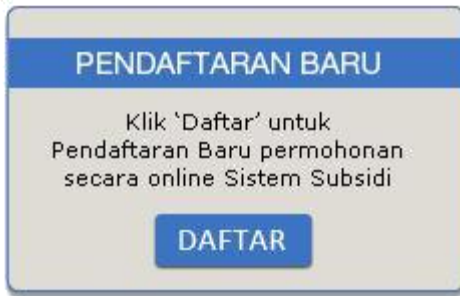 PENDAFTARAN BARU
Klik ‘Daftar’ untuk
Pendaftaran Baru permohonan
secara online Sistem Subsidi
DAFTAR